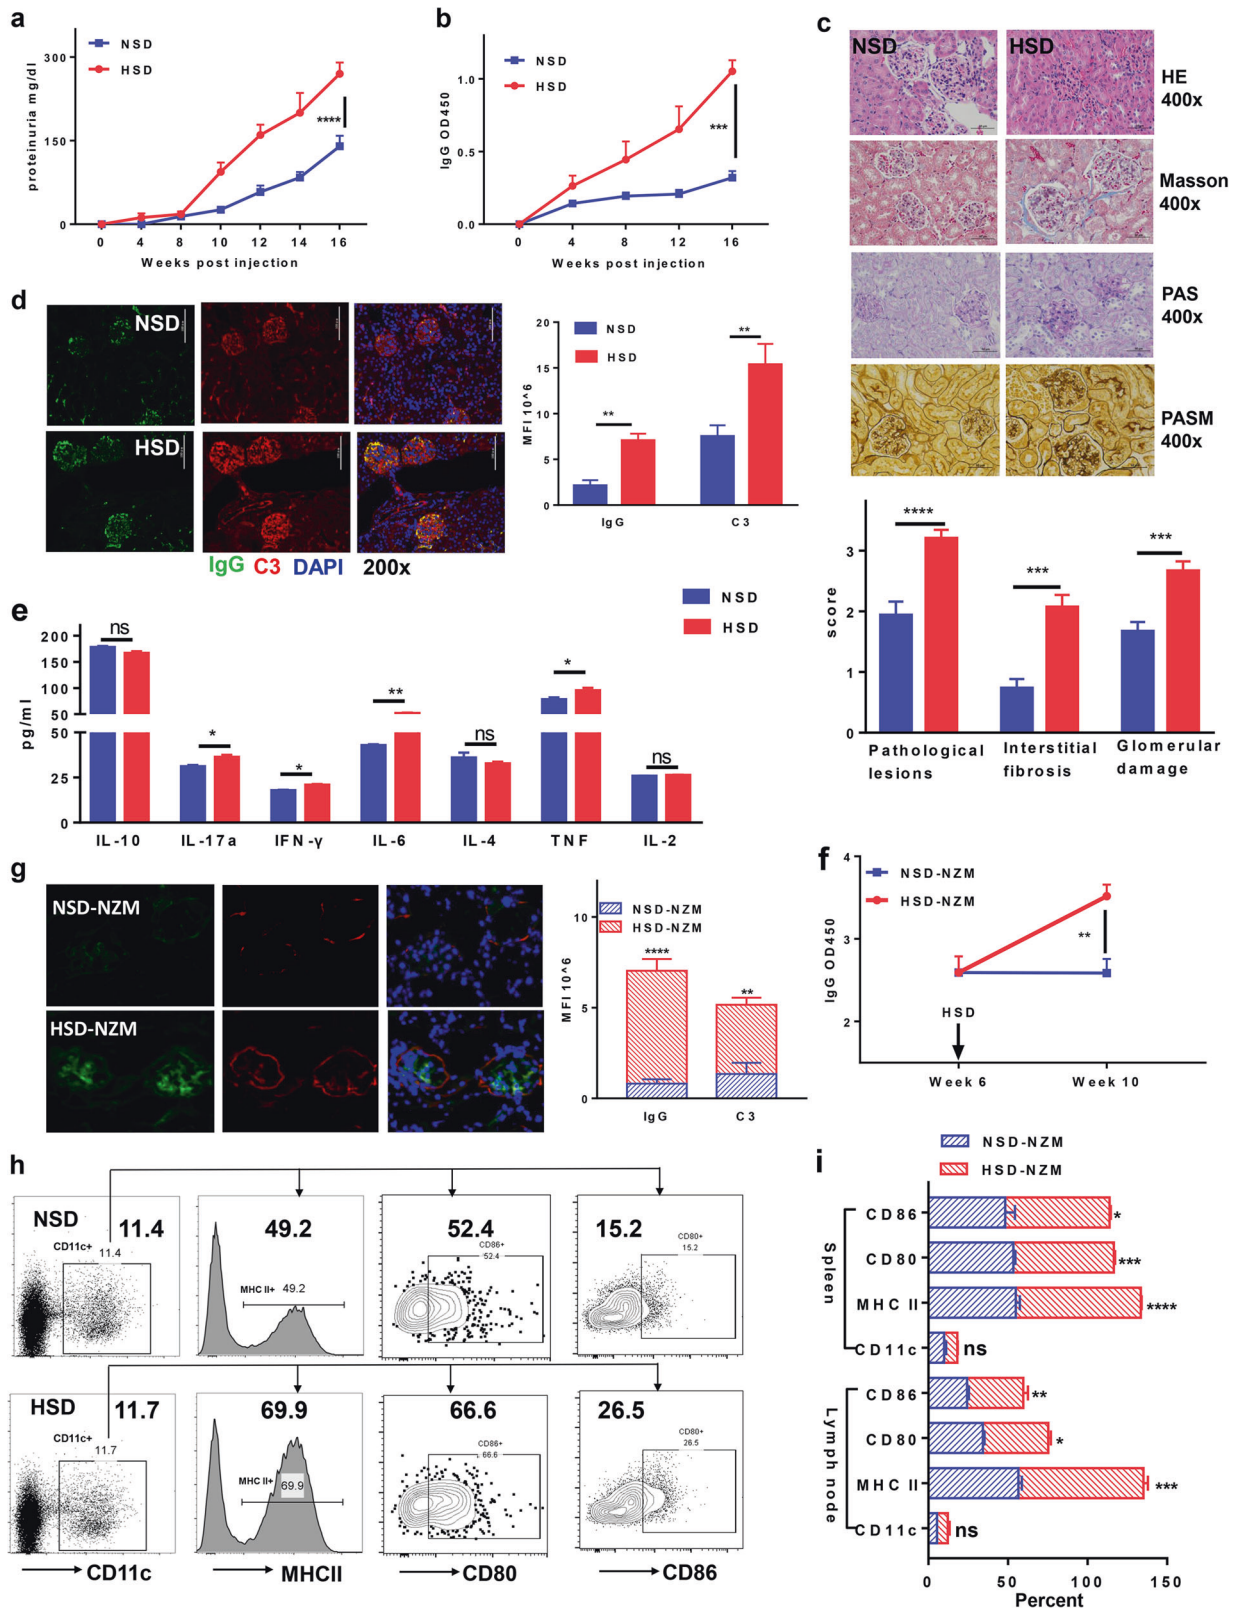 a
NSD
HSD
proteinuria mg/dl
300
150
0
****
0 4 8 10 12 14 16
Weeks post injection
b
NSD
HSD
IgG OD450
1.0
0.5
0.0
***
0 4 8 12 16
Weeks post injection
c
NSD HSD
HE
400x
Masson
400x
PAS
400x
PASM
400x
score
3
2
1
0
****
***
***
Pathological
lesions
Interstitial
fibrosis
Glomerular
damage
d
NSD
HSD
IgG C3 DAPI 200x
NSD
HSD
MFI10^6
20
15
10
5
0
**
**
IgG C3
e
NSD
HSD
pg/ml
200
150
100
50
50
25
0
ns
*
*
**
ns
*
ns
IL-10 IL-17a IFN-γ IL-6 IL-4 TNF IL-2
f
NSD-NZM
HSD-NZM
IgG OD450
4
3
2
**
HSD
Week 6 Week 10
g
NSD-NZM
HSD-NZM
NSD-NZM
HSD-NZM
MFI 10^6
10
5
0
****
**
IgG C3
h
NSD 11.4
CD11c+
11.4
49.2
MHC II+ 49.2
52.4
CD86+
52.4
15.2
CD80+
15.2
HSD 11.7
CD11c+
11.7
69.9
MHC II+
69.9
66.6
CD86+
66.6
26.5
CD80+
26.5
CD11c MHCII CD80 CD86
i
NSD-NZM
HSD-NZM
Spleen
CD86 *
CD80 ***
MHC II ****
CD11c ns
Lymph node
CD86 **
CD80 *
MHC II ***
CD11c ns
0 50 100 150
Percent